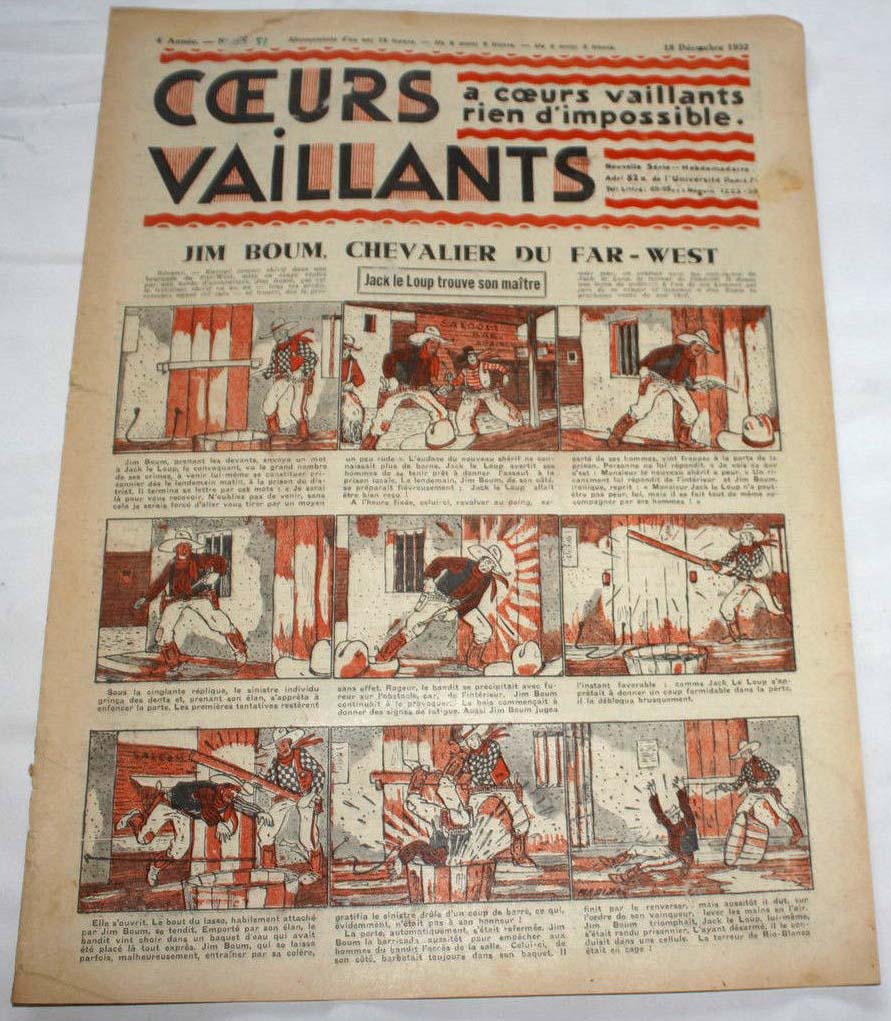 4e Année. — N° 51
Abonnements d'un an
18 Décembre 1932
CŒURS
VAiLLANTS
a cœurs vaillants
rien d'impossible.
Nouvelle Série — Hebdomadaire
de l'Université Paris
JIM BOUM, CHEVALIER DU FAR-WEST
Jack le Loup trouve son maître
SALOON
BAR
Jim Boum, prenant les devants, envoya un mot
à Jack le Loup, le convoquant, vu le grand nombre
de ses crimes, à venir lui-même se constituer pri-
sonnier dès le lendemain matin, à la prison du dis-
trict. Il termina sa lettre par ces mots : « Je serai
là pour vous recevoir. N'oubliez pas de venir, sans
cela je serais forcé d'aller vous tirer par un moyen
un peu rude ». L'audace du nouveau shérif ne con-
naissait plus de borne. Jack le Loup avertit ses
hommes de se tenir prêt à donner l'assaut à la
prison locale. Le lendemain, Jim Boum, de son côté,
se préparait fiévreusement : Jack le Loup allait
être bien reçu !
A l'heure fixée, celui-ci, revolver au poing, es-
corté de ses hommes, vint frappes à la porte de la
prison. Personne ne lui répondit. « Je vois ce que
c'est : Monsieur le nouveau shérif a peur. » Un ri-
canement lui répondit de l'intérieur et Jim Boum,
ironique, reprit : « Monsieur Jack le Loup n'a peut-
être pas peur, lui, mais il se fait tout de même ac-
compagner par ses hommes ! »
Sous la cinglante réplique, le sinistre individu
grinça des dents et, prenant son élan, s'apprêta à
enfoncer la porte. Les premières tentatives restèrent
sans effet. Rageur, le bandit se précipitait avec fu-
reur sur l'obstacle, car, de l'intérieur, Jim Boum
continuait à le provoquer. Le bois commençait à
donner des signes de fatigue. Aussi Jim Boum jugea
l'instant favorable : comme Jack Le Loup s'ap-
prêtait à donner un coup formidable dans la porte,
il la débloqua brusquement.
SALOON
Elle s'ouvrit. Le bout du lasso, habilement attaché
par Jim Boum, se tendit. Emporté par son élan, le
bandit vint choir dans un baquet d'eau qui avait
été placé là tout exprès. Jim Boum, qui se laissa
parfois, malheureusement, entraîner par sa colère,
gratifia le sinistre drôle d'un coup de barre, ce qui,
évidemment, n'était pas à son honneur !
La porte, automatiquement, s'était refermée. Jim
Boum la barricada aussitôt pour empêcher aux
hommes du bandit l'accès de la salle. Celui-ci, de
son côté, barbotait toujours dans son baquet. Il
finit par le renverser... mais aussitôt il dut, sur
l'ordre de son vainqueur, lever les mains en l'air.
Jim Boum triomphait, Jack le Loup, lui-même,
s'était rendu prisonnier. L'ayant désarmé, il le con-
duisit dans une cellule. La terreur de Rio-Blanca
était en cage !